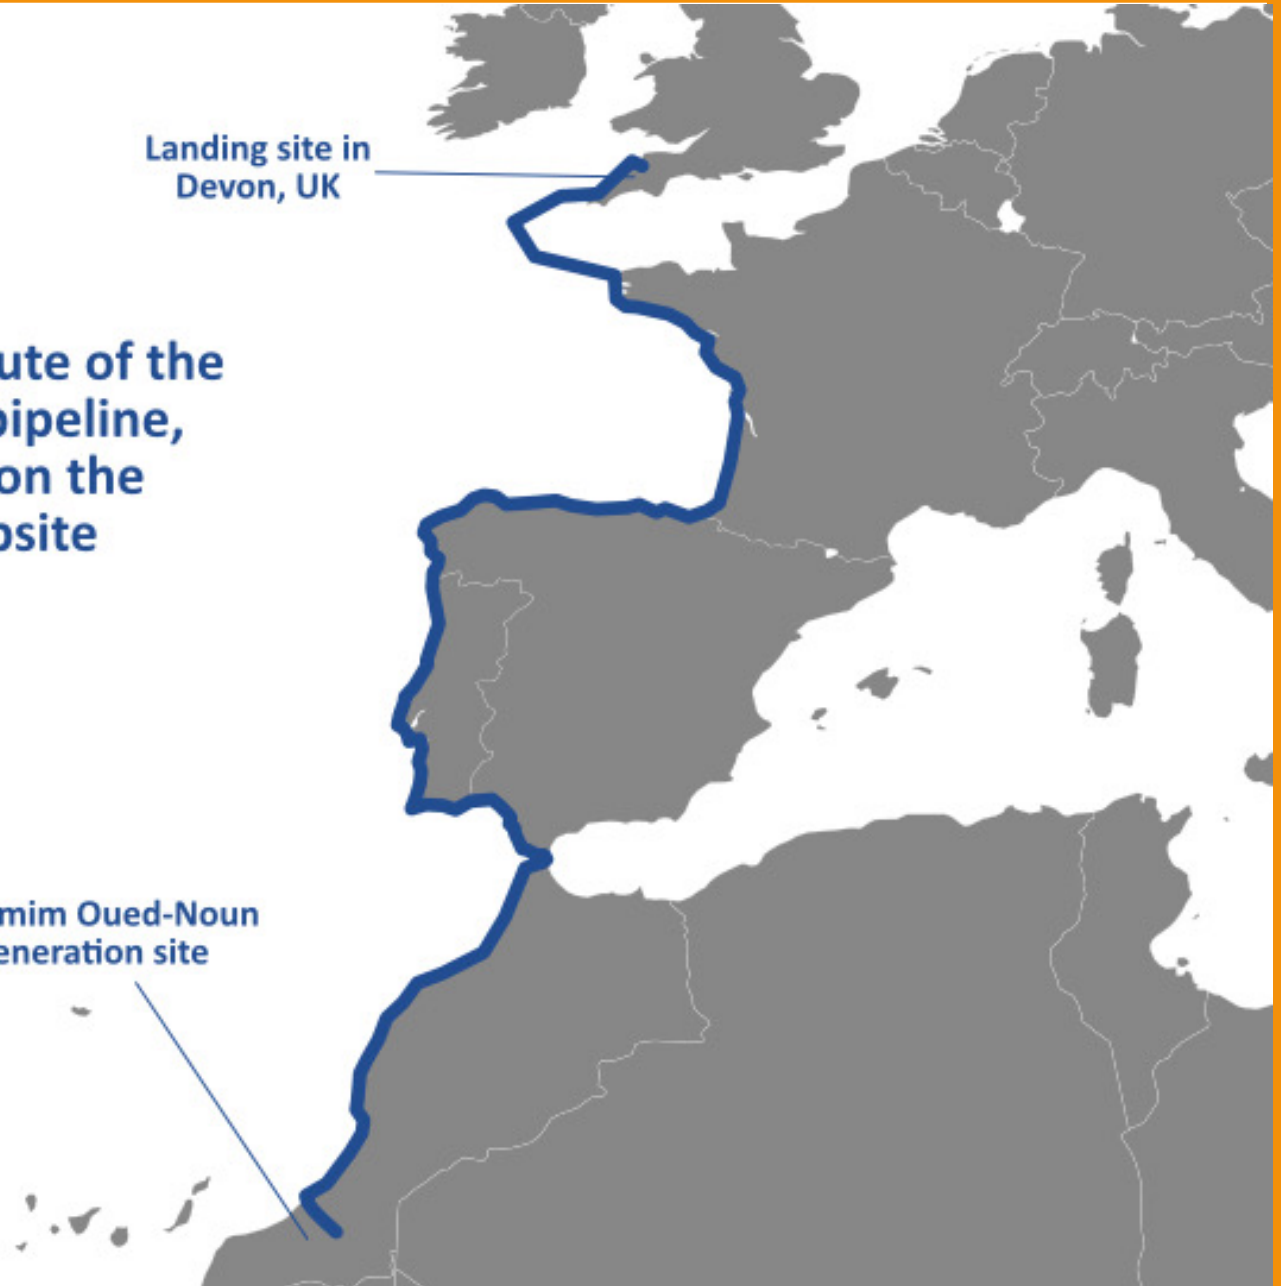 Landing site in
Devon, UK
ute of the
pipeline,
on the
osite
mim Oued-Noun
eneration site